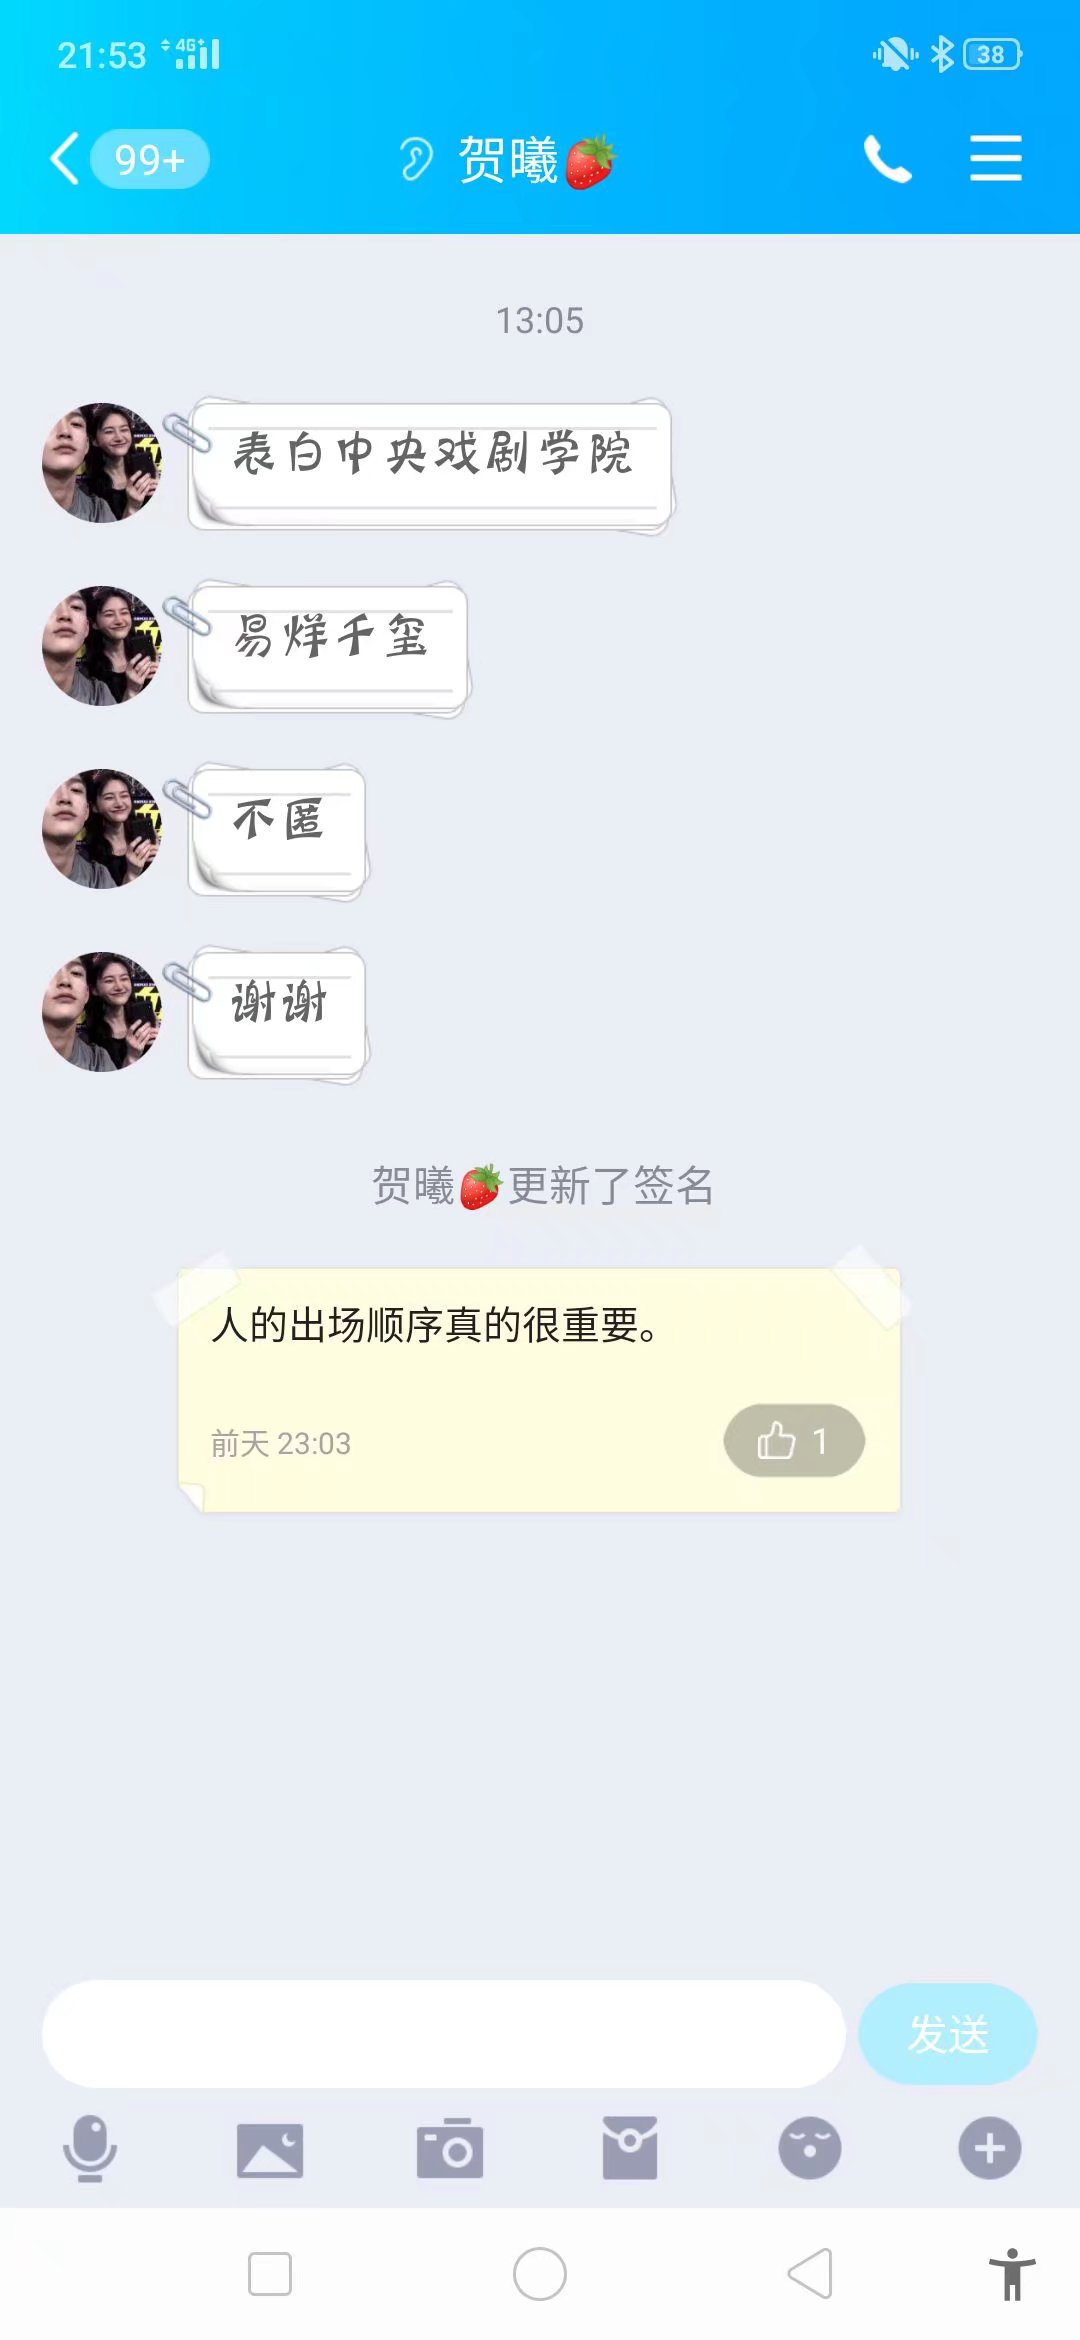 21:53 4G+ 38
99+ 贺曦🍓
13:05
表白中央戏剧学院
易烊千玺
不匿
谢谢
贺曦🍓更新了签名
人的出场顺序真的很重要。
前天 23:03 1
发送